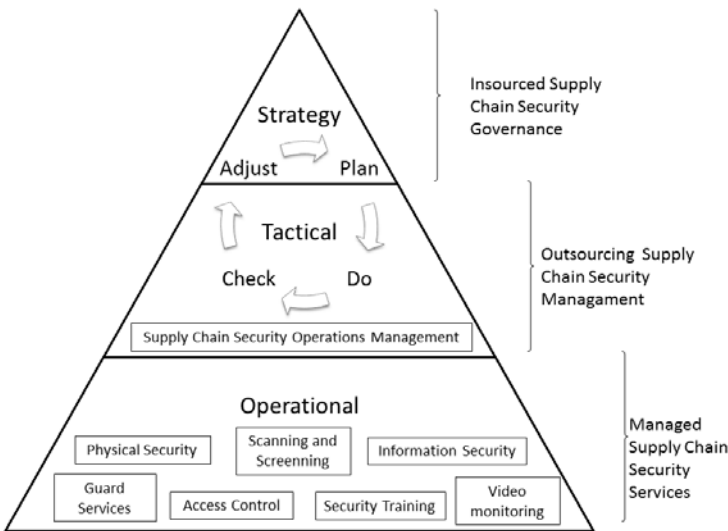 Strategy
Adjust
Plan
Insourced Supply
Chain Security
Governance
Tactical
Check
Do
Supply Chain Security Operations Management
Outsourcing Supply
Chain Security
Managament
Operational
Physical Security
Scanning and
Screenning
Information Security
Guard
Services
Access Control
Security Training
Video
monitoring
Managed
Supply Chain
Security
Services